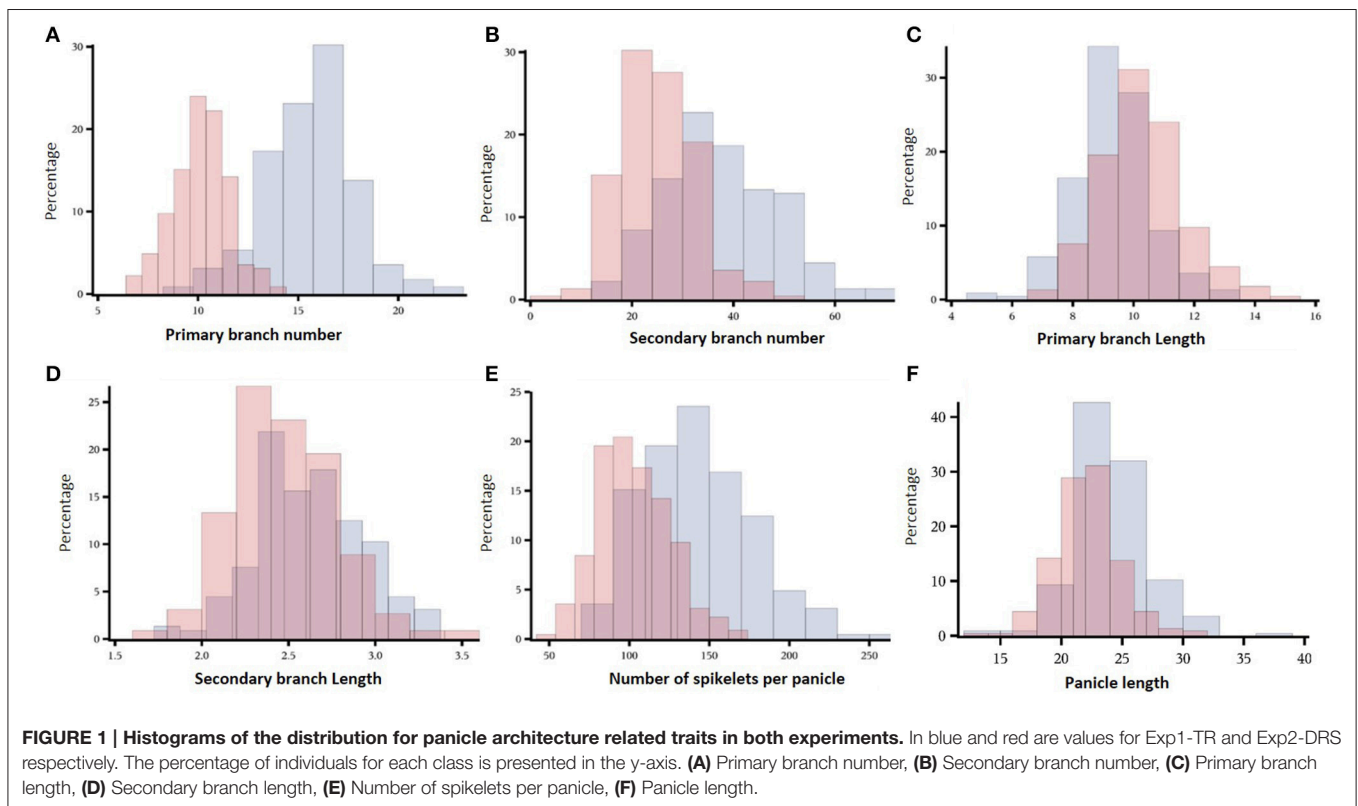 A
30
20
10
0
Percentage
5
10
15
20
Primary branch number
B
30
20
10
0
Percentage
0
20
40
60
Secondary branch number
C
30
20
10
0
Percentage
4
6
8
10
12
14
16
Primary branch Length
D
25
20
15
10
5
0
Percentage
1.5
2.0
2.5
3.0
3.5
Secondary branch Length
E
25
20
15
10
5
0
Percentage
50
100
150
200
250
Number of spikelets per panicle
F
40
30
20
10
0
Percentage
15
20
25
30
35
40
Panicle length
FIGURE 1 | Histograms of the distribution for panicle architecture related traits in both experiments. In blue and red are values for Exp1-TR and Exp2-DRS
respectively. The percentage of individuals for each class is presented in the y-axis. (A) Primary branch number, (B) Secondary branch number, (C) Primary branch
length, (D) Secondary branch length, (E) Number of spikelets per panicle, (F) Panicle length.